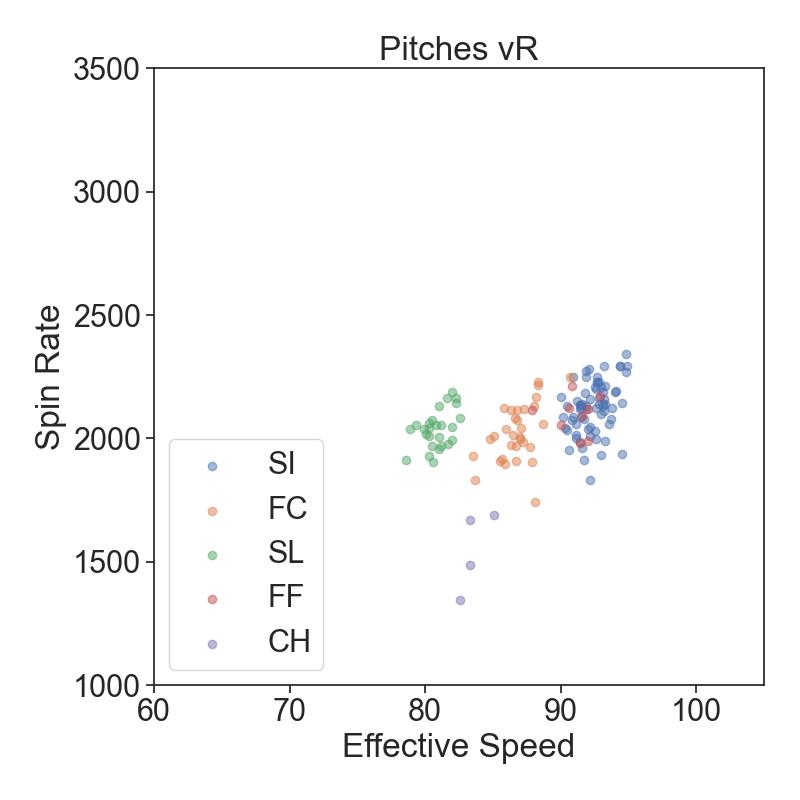 Pitches vR
3500
3000
2500
2000
1500
1000
Spin Rate
SI
FC
SL
FF
CH
60 70 80 90 100
Effective Speed